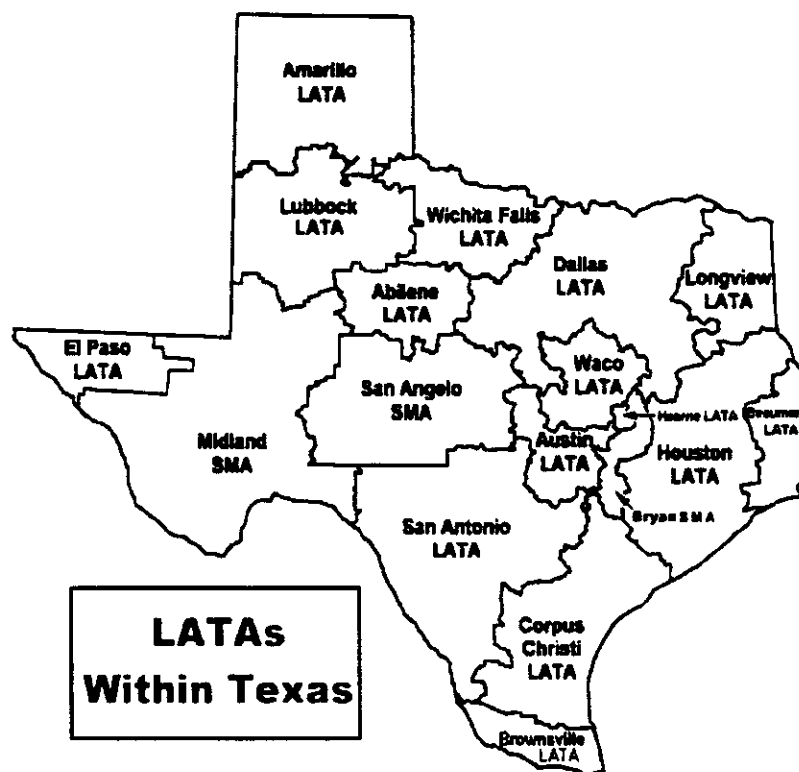 Amarillo
LATA
Lubbock
LATA
Wichita Falls
LATA
Dallas
LATA
Longview
LATA
Abilene
LATA
El Paso
LATA
Waco
LATA
San Angelo
SMA
Hearne LATA
Beaumont
LATA
Midland
SMA
Austin
LATA
Houston
LATA
Bryan SMA
San Antonio
LATA
LATAs
Within Texas
Corpus
Christi
LATA
Brownsville
LATA